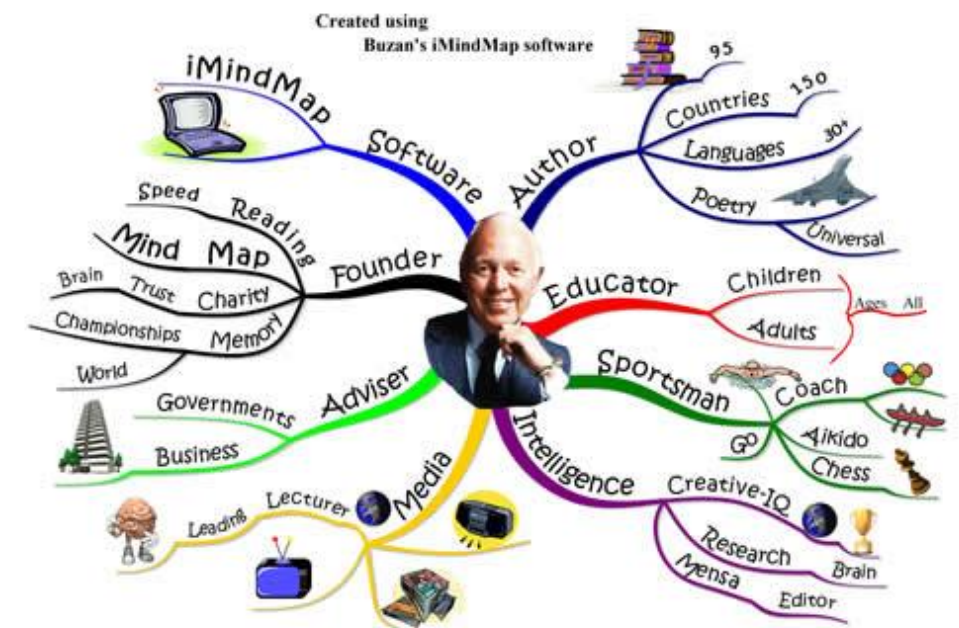 Created using
Buzan's iMindMap software
iMindMap
Software
Author
95
Countries 150
Languages 30+
Poetry
Universal
Founder
Speed Reading
Mind Map
Brain Trust Charity
Championships Memory
World
Educator
Children
Adults
Ages All
Sportsman
Coach
Go
Aikido
Chess
Adviser
Governments
Business
Media
Leading Lecturer
Intelligence
Creative-IQ
Research Brain
Mensa Editor